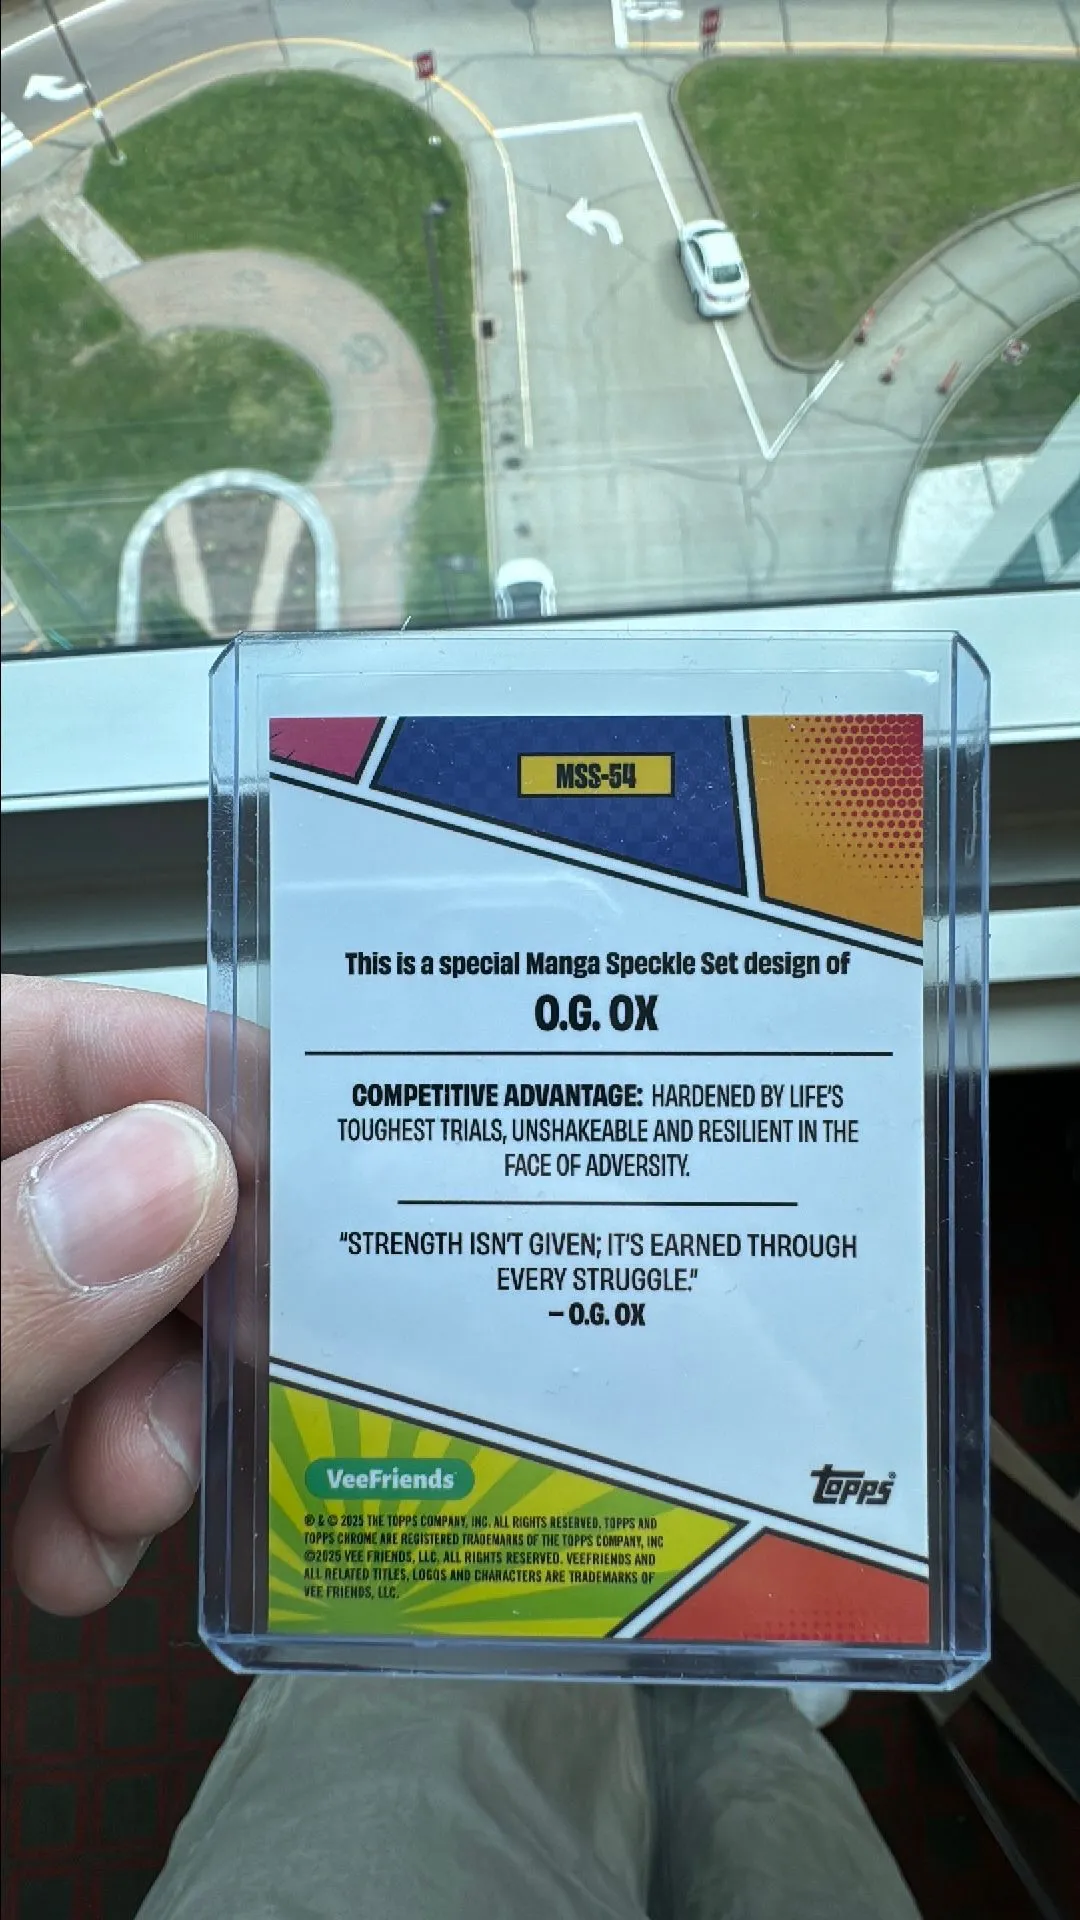 MSS-54
This is a special Manga Speckle Set design of
O.G. OX
COMPETITIVE ADVANTAGE: HARDENED BY LIFE'S
TOUGHEST TRIALS, UNSHAKEABLE AND RESILIENT IN THE
FACE OF ADVERSITY.
"STRENGTH ISN'T GIVEN; IT'S EARNED THROUGH
EVERY STRUGGLE."
– O.G. OX
VeeFriends
TOPPS®
® & © 2025 THE TOPPS COMPANY, INC. ALL RIGHTS RESERVED. TOPPS AND
TOPPS CHROME ARE REGISTERED TRADEMARKS OF THE TOPPS COMPANY, INC
©2025 VEE FRIENDS, LLC, ALL RIGHTS RESERVED. VEEFRIENDS AND
ALL RELATED TITLES, LOGOS AND CHARACTERS ARE TRADEMARKS OF
VEE FRIENDS, LLC.